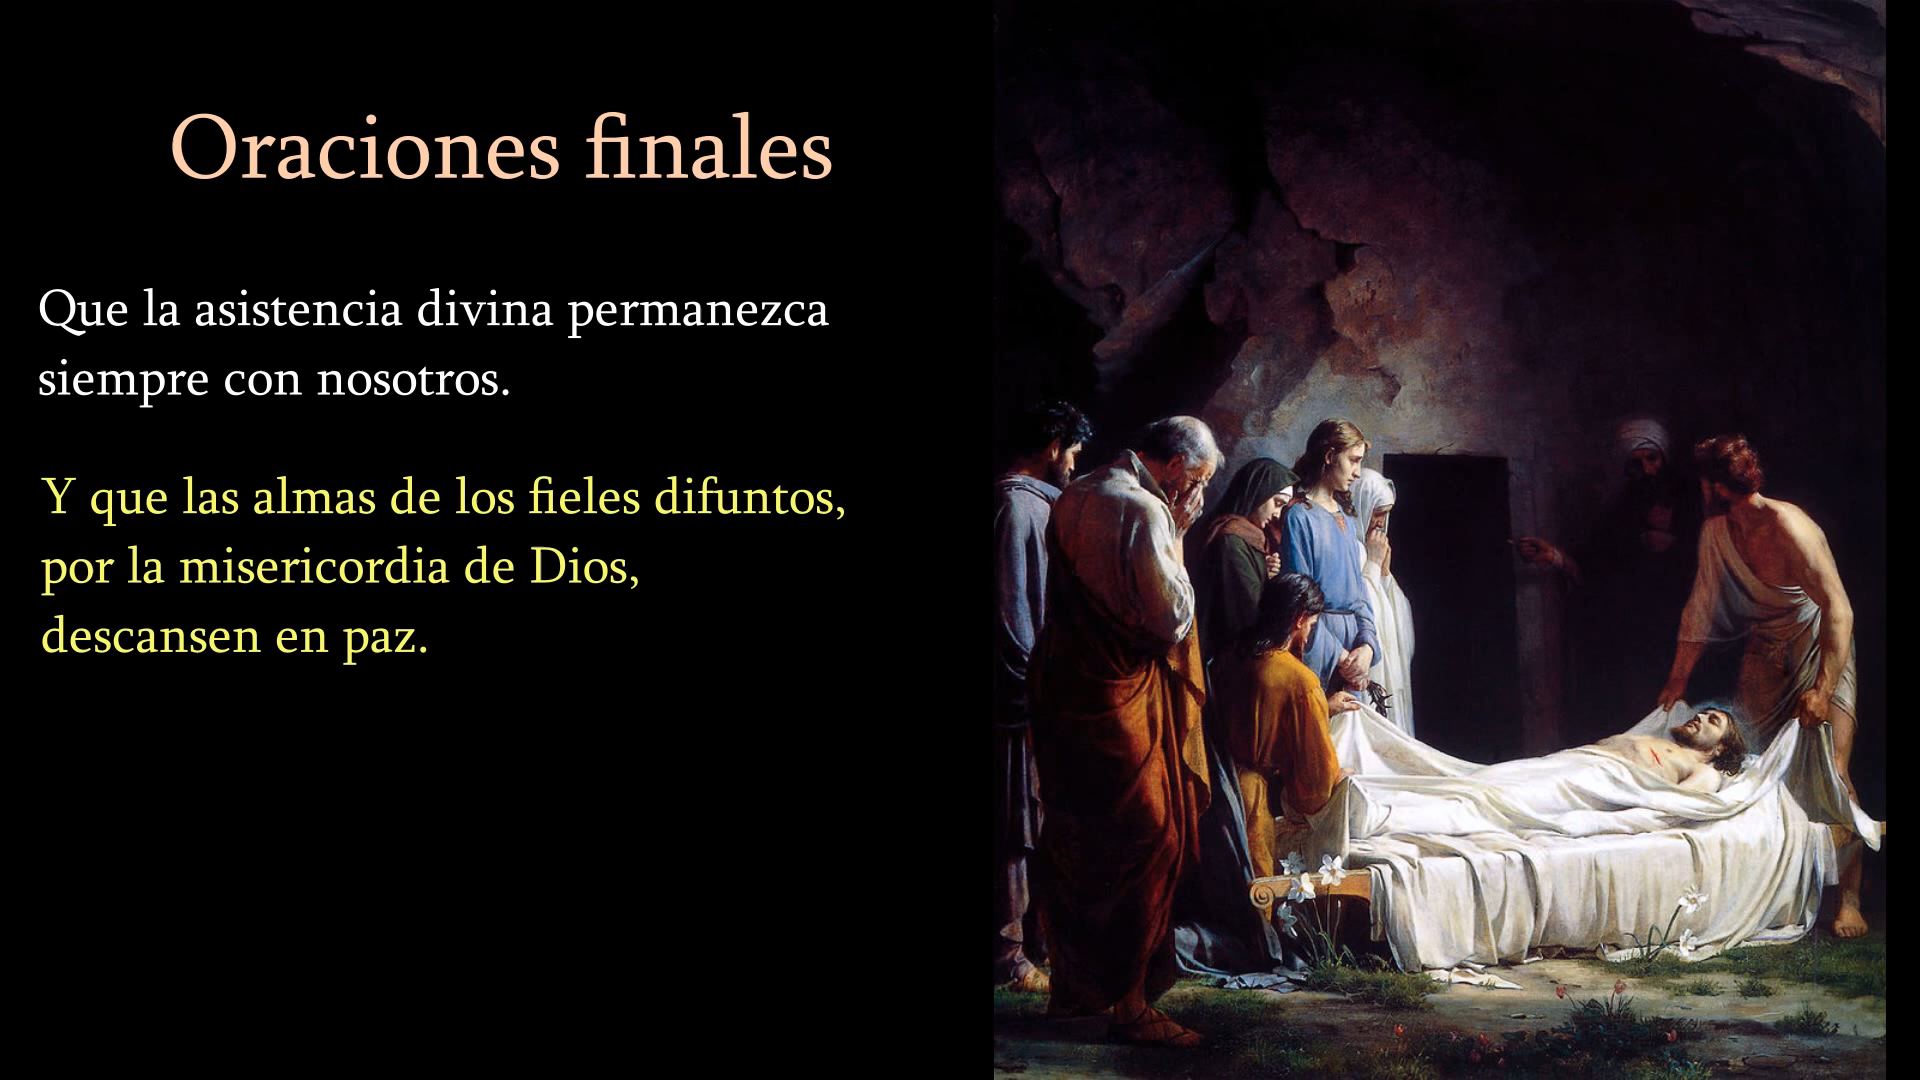 Oraciones finales
Que la asistencia divina permanezca
siempre con nosotros.
Y que las almas de los fieles difuntos,
por la misericordia de Dios,
descansen en paz.